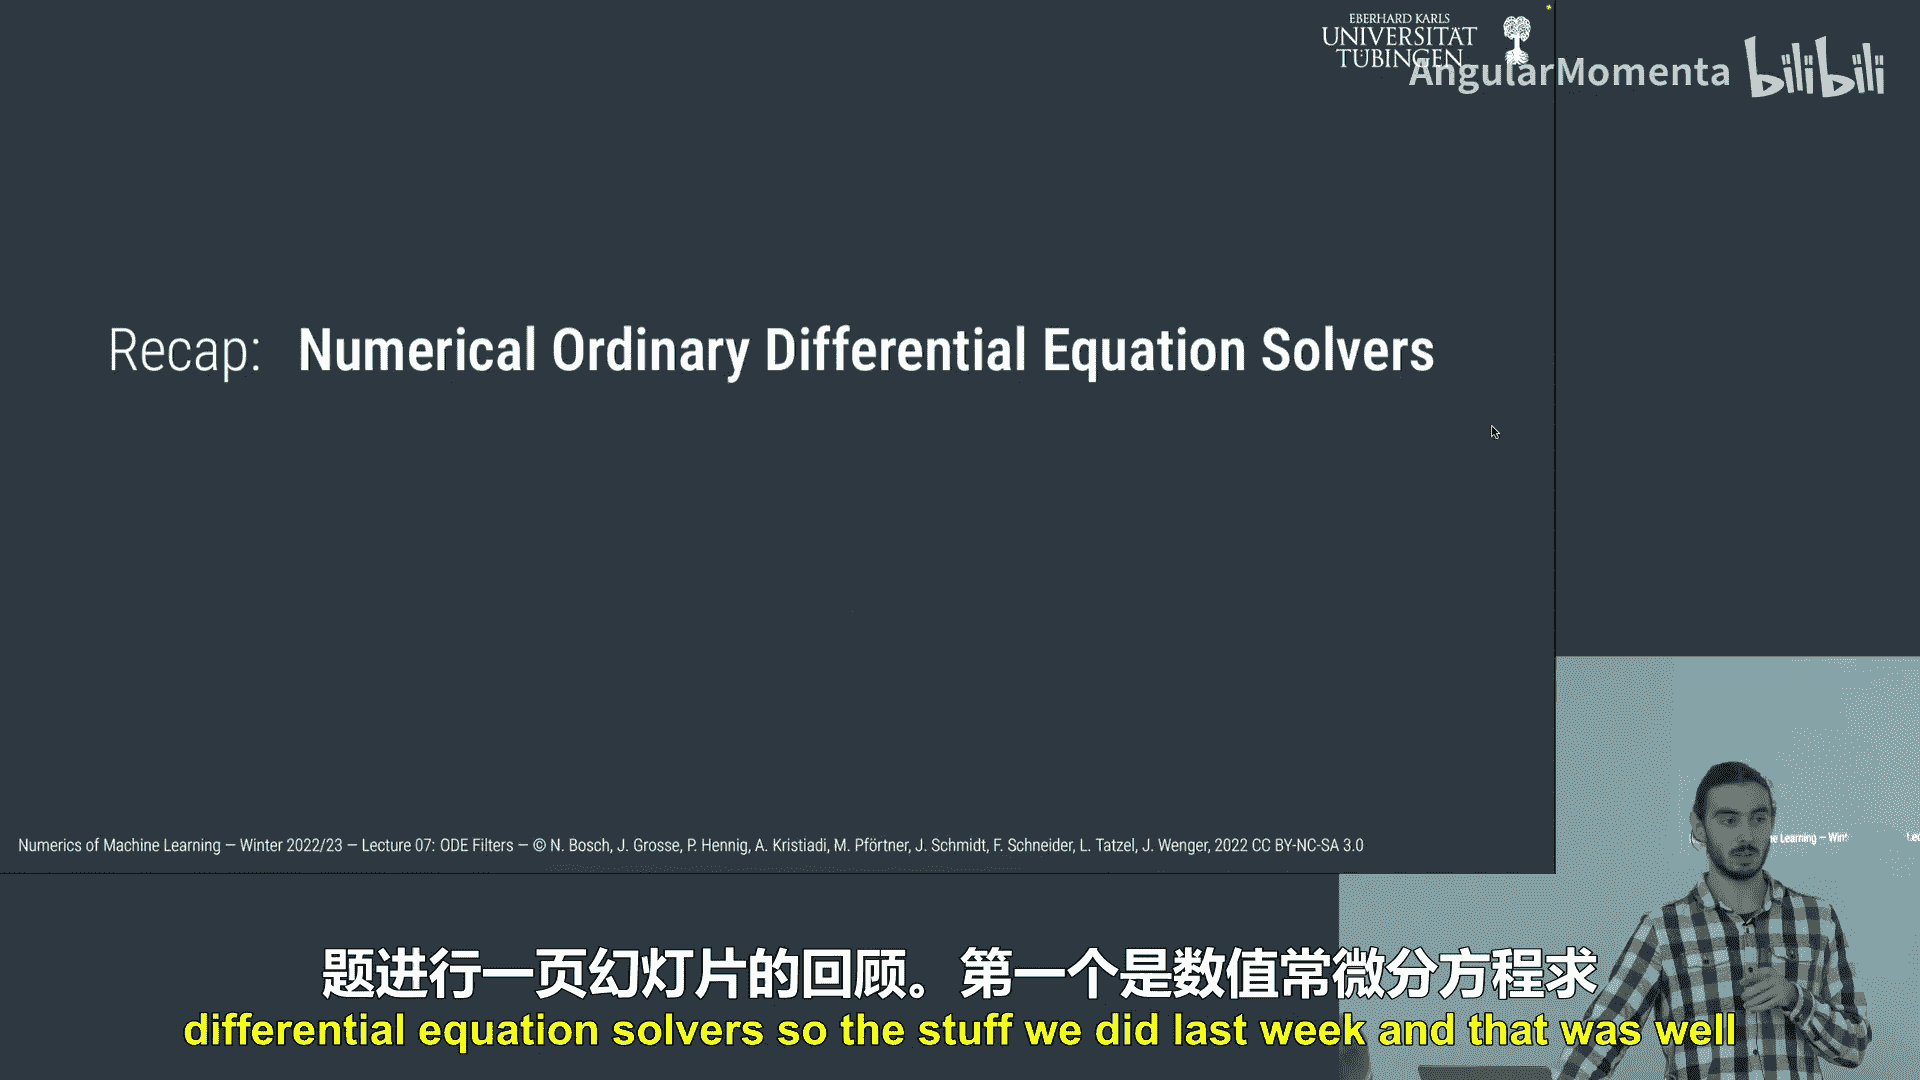 EBERHARD KARLS
UNIVERSITÄT
TÜBINGEN
AngularMomenta bilibili
Recap: Numerical Ordinary Differential Equation Solvers
Numerics of Machine Learning — Winter 2022/23 — Lecture 07: ODE Filters — © N. Bosch, J. Grosse, P. Hennig, A. Kristiadi, M. Pförtner, J. Schmidt, F. Schneider, L. Tatzel, J. Wenger, 2022 CC BY-NC-SA 3.0
题进行一页幻灯片的回顾。第一个是数值常微分方程求
differential equation solvers so the stuff we did last week and that was well